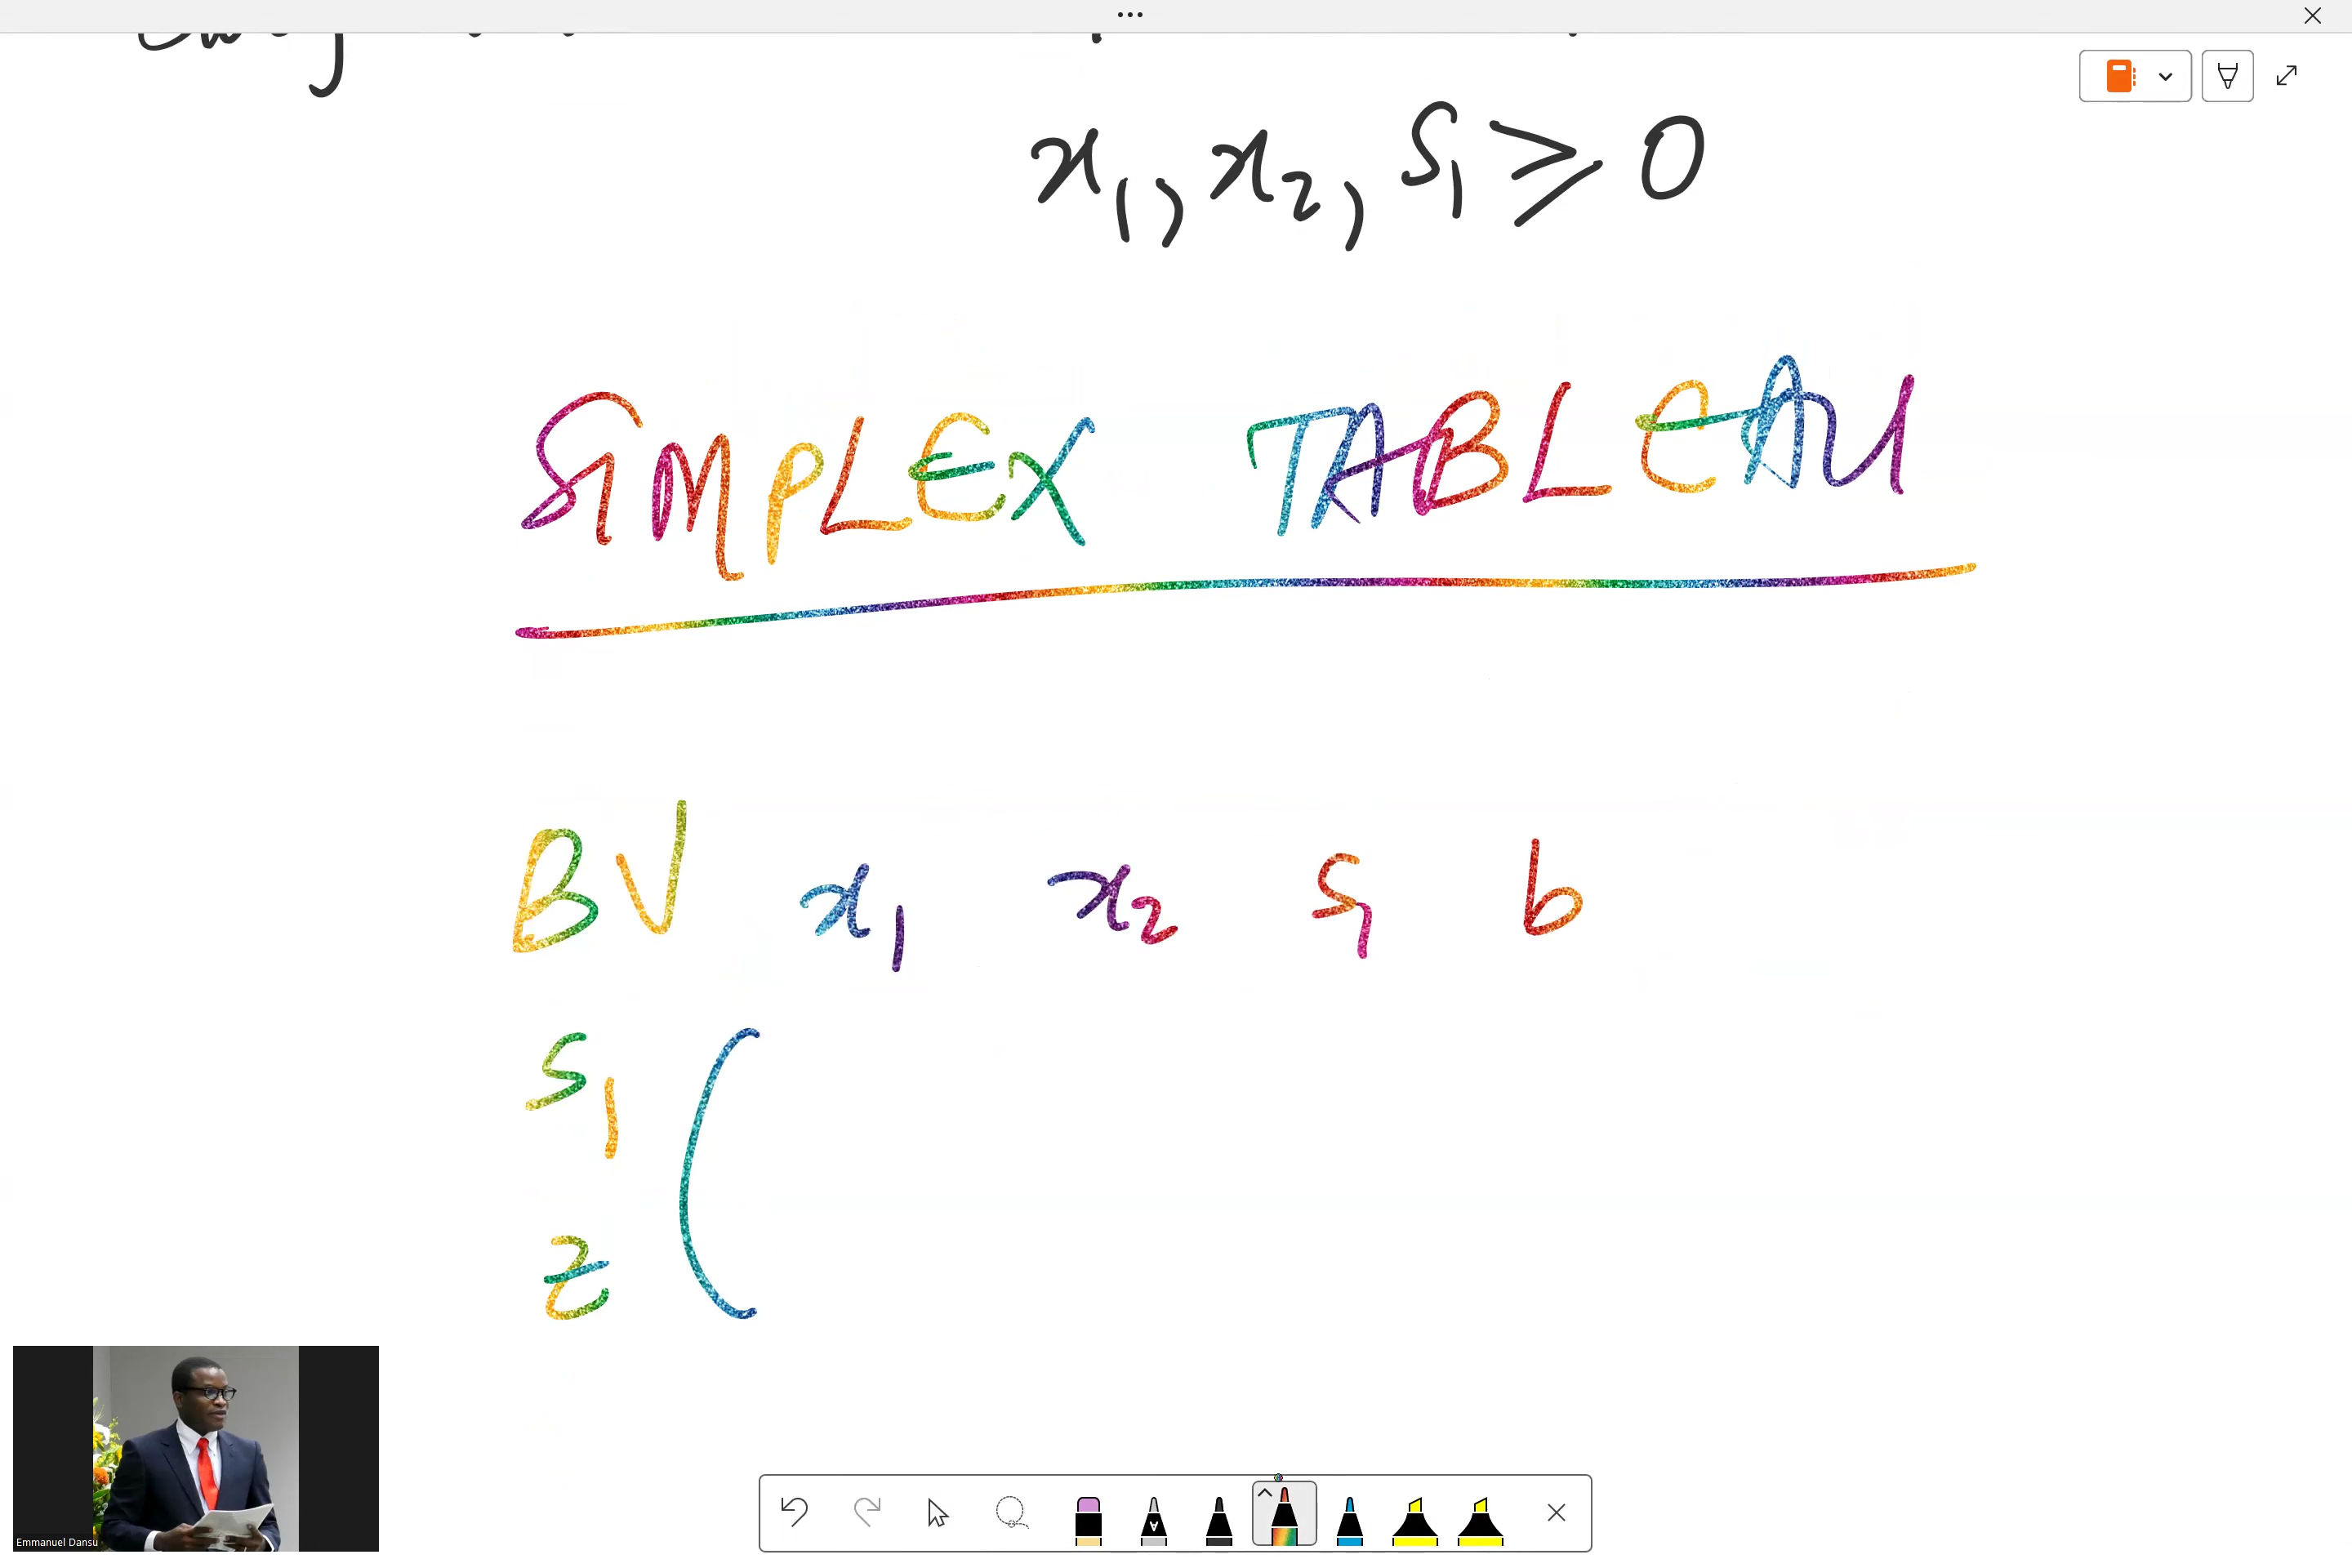 x₁, x₂, S₁ ⩾ 0
SIMPLEX TABLEAU
BV x₁ x₂ S₁ b
S₁ (
Z
Emmanuel Dansu